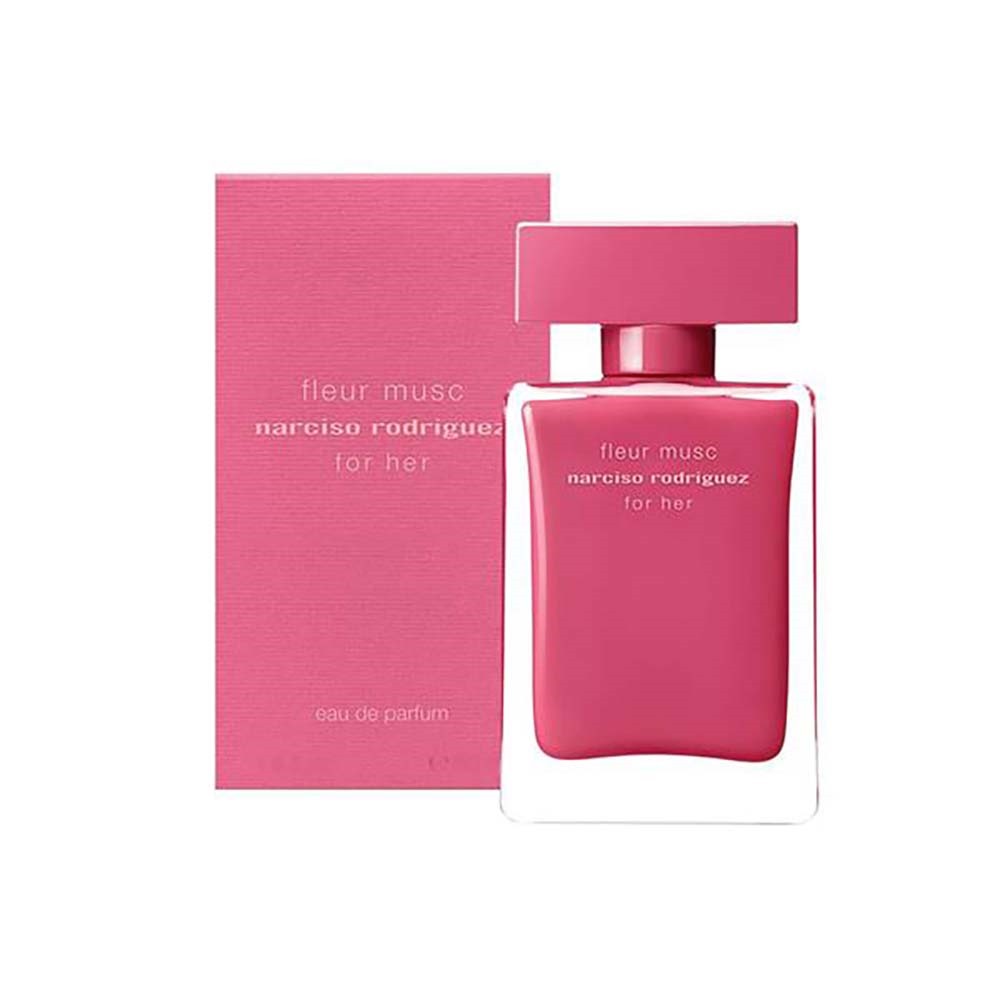 fleur musc
narciso rodriguez
for her
eau de parfum
fleur musc
narciso rodriguez
for her